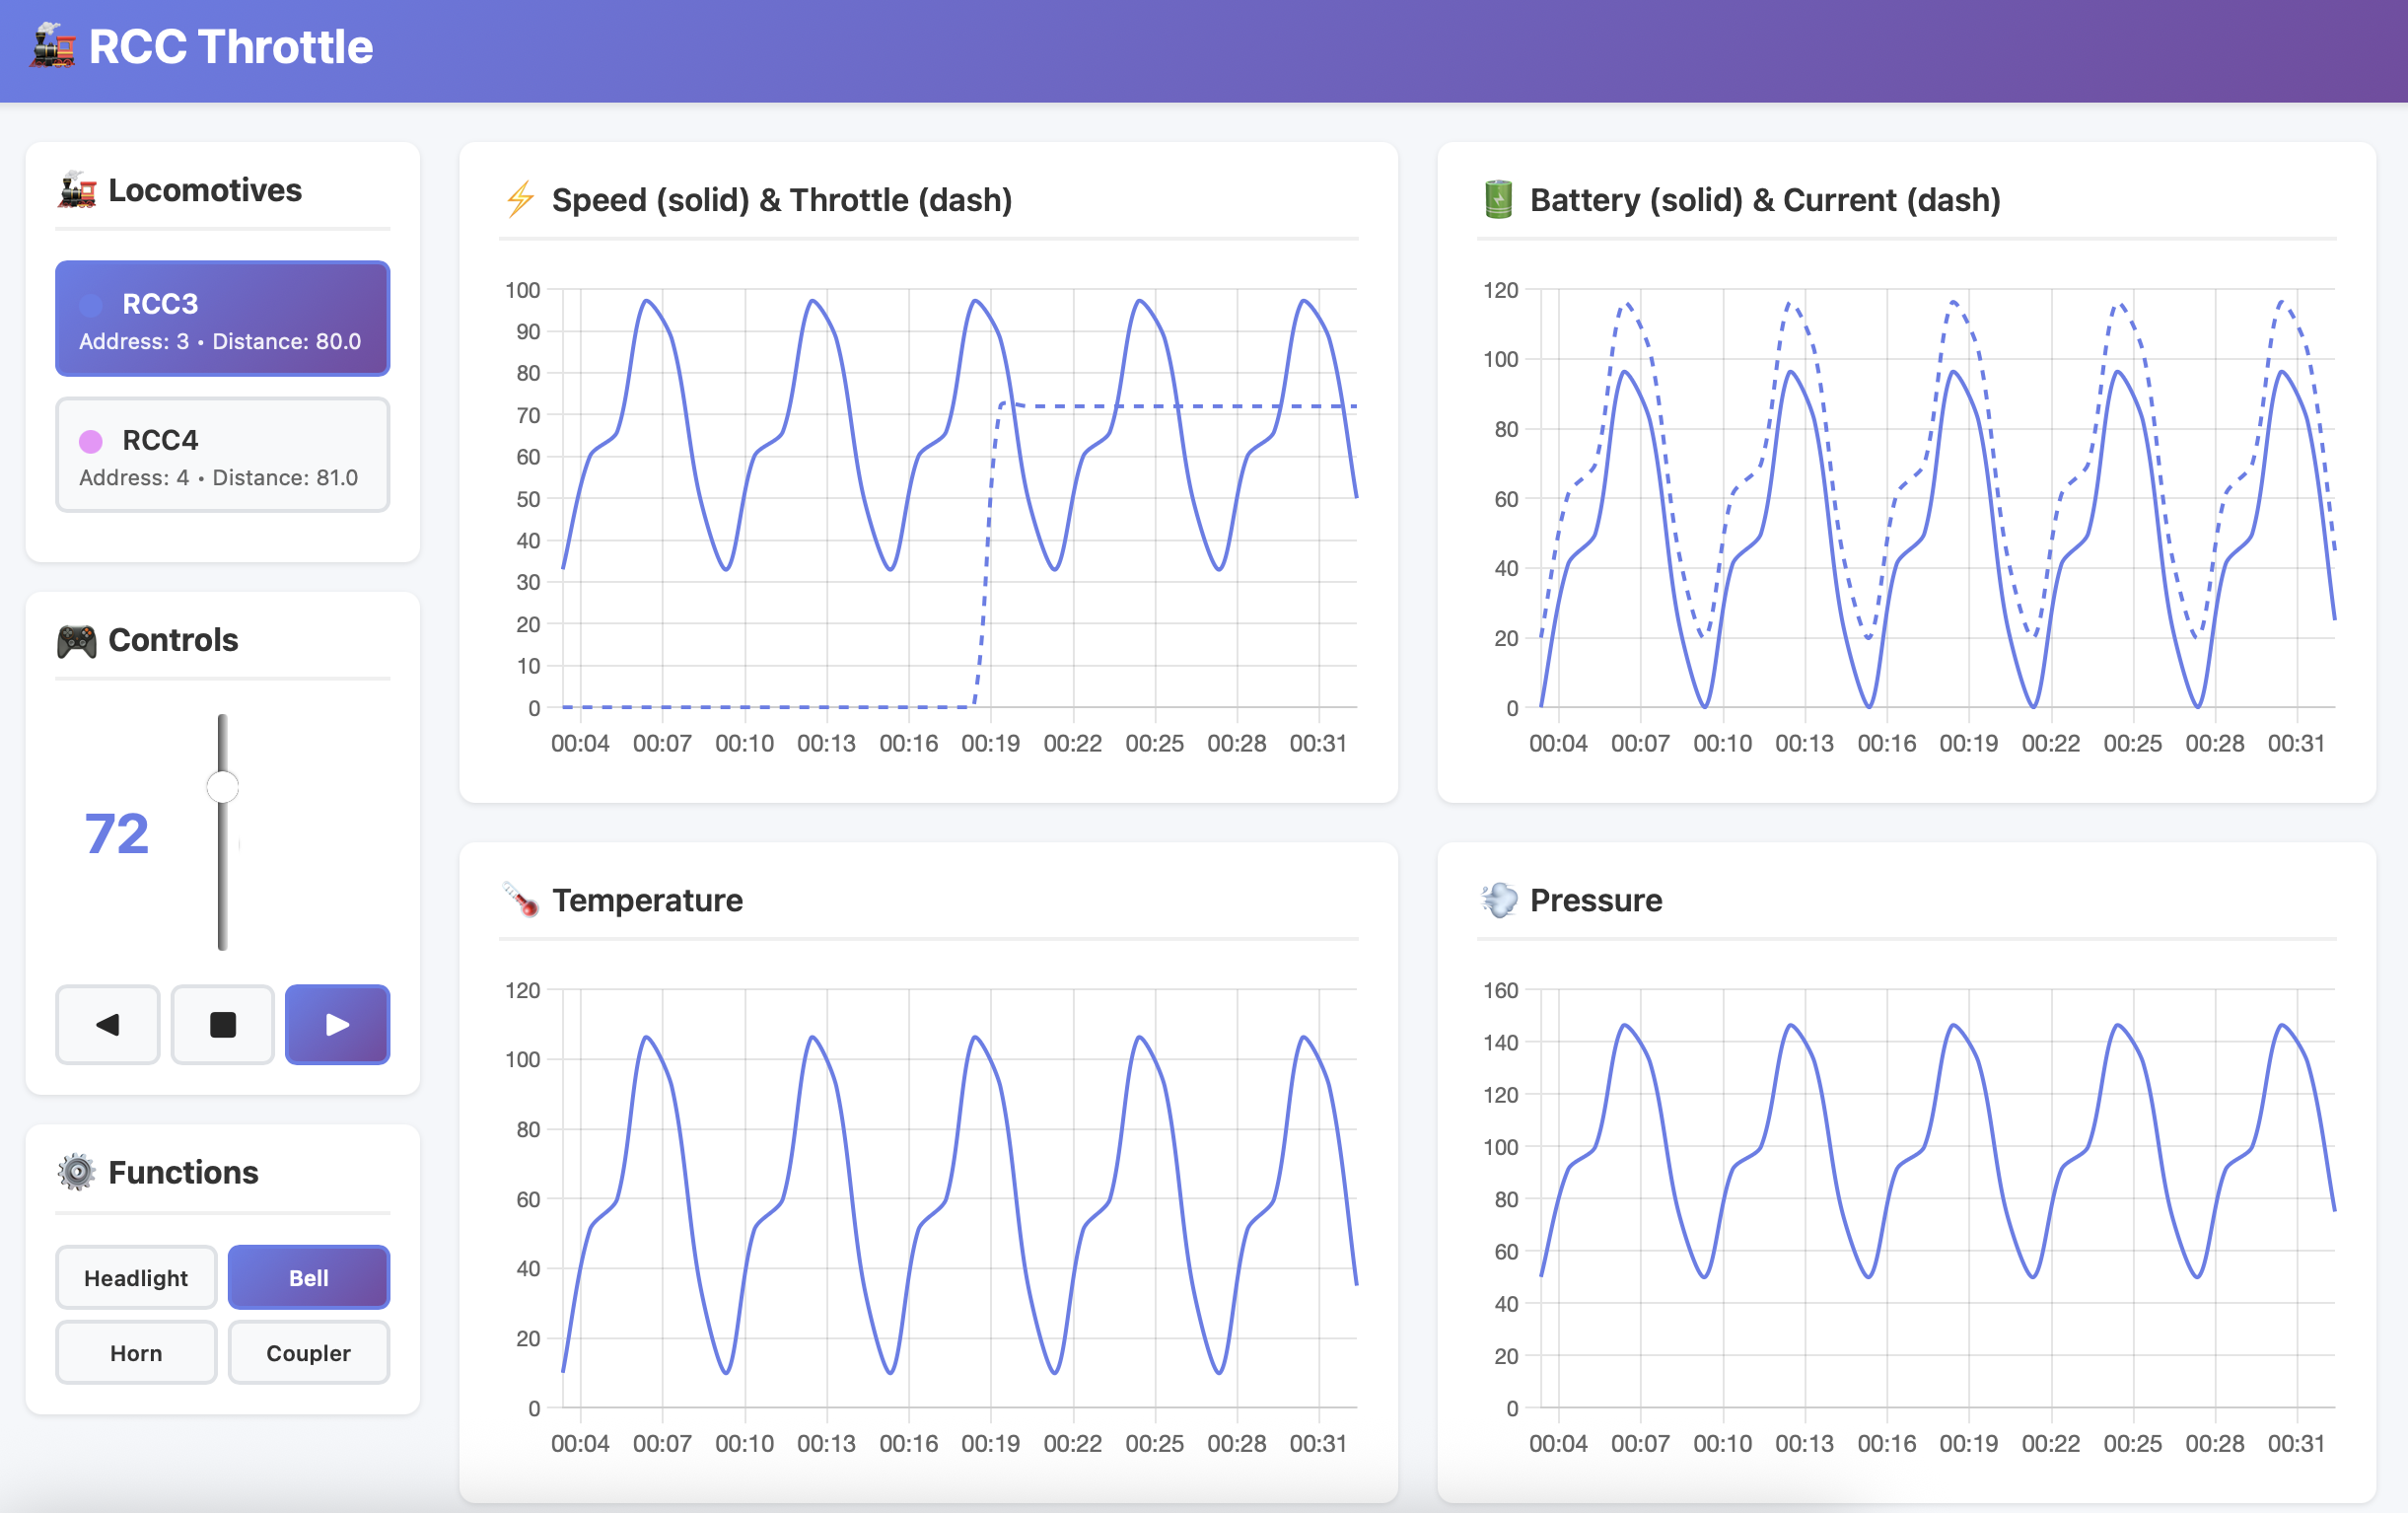 RCC Throttle
Locomotives
RCC3
Address: 3 • Distance: 80.0
RCC4
Address: 4 • Distance: 81.0
Controls
72
Functions
Headlight
Bell
Horn
Coupler
Speed (solid) & Throttle (dash)
100
90
80
70
60
50
40
30
20
10
0
00:04 00:07 00:10 00:13 00:16 00:19 00:22 00:25 00:28 00:31
Battery (solid) & Current (dash)
120
100
80
60
40
20
0
00:04 00:07 00:10 00:13 00:16 00:19 00:22 00:25 00:28 00:31
Temperature
120
100
80
60
40
20
0
00:04 00:07 00:10 00:13 00:16 00:19 00:22 00:25 00:28 00:31
Pressure
160
140
120
100
80
60
40
20
0
00:04 00:07 00:10 00:13 00:16 00:19 00:22 00:25 00:28 00:31